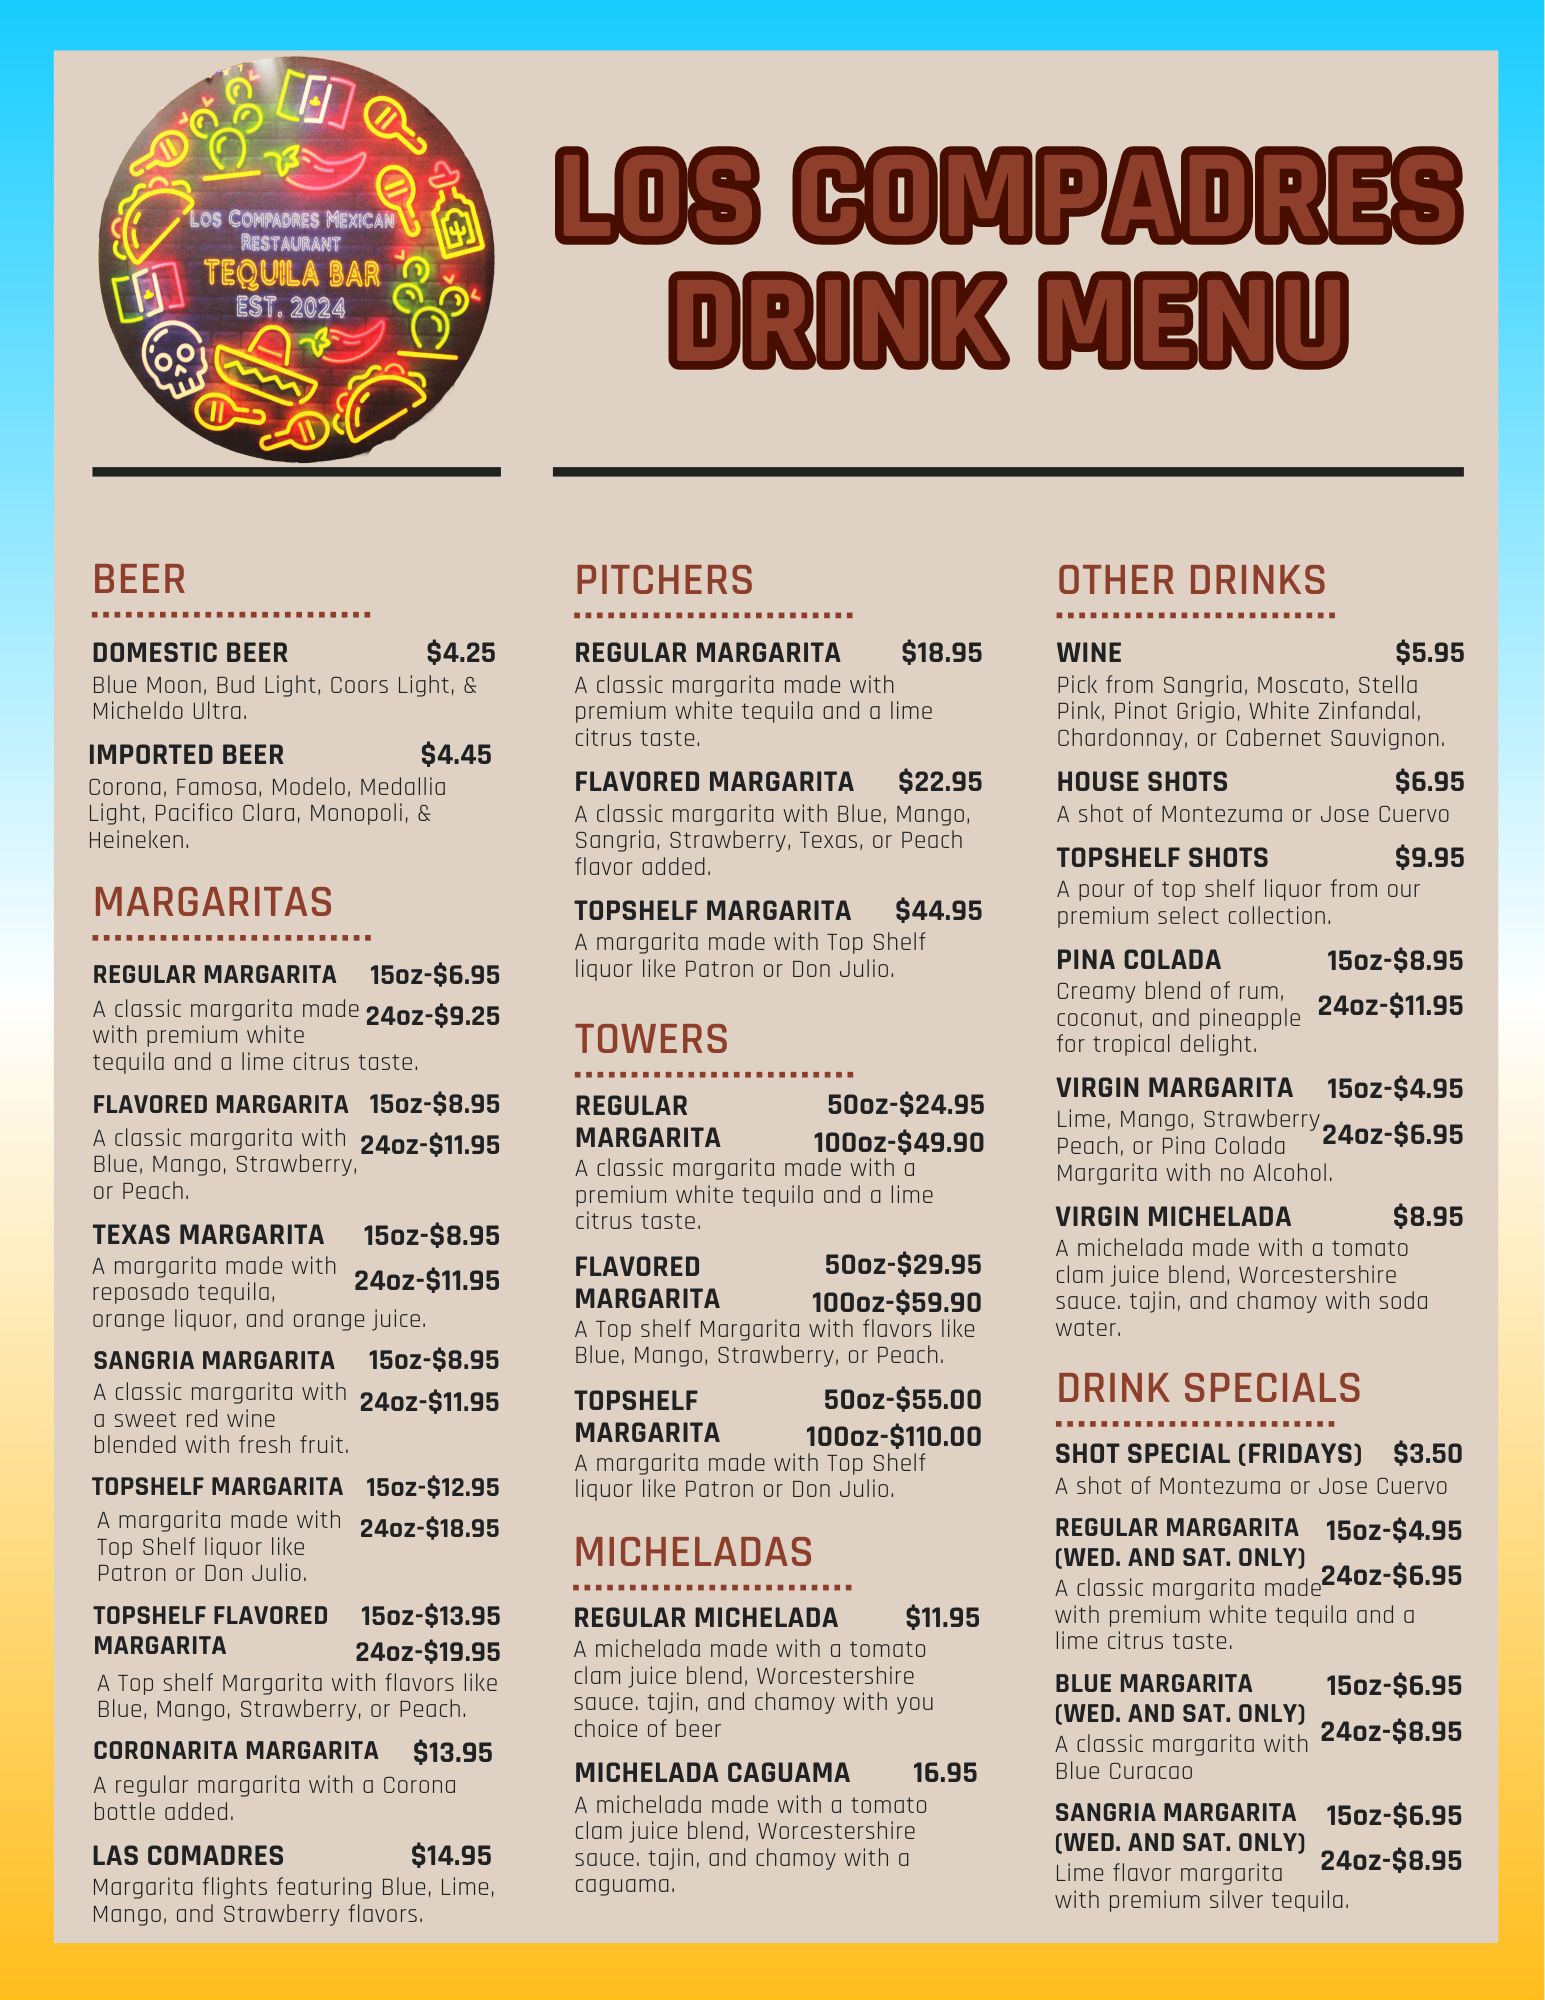 LOS COMPADRES MEXICAN
RESTAURANT
TEQUILA BAR
EST. 2024
LOS COMPADRES
DRINK MENU
BEER
DOMESTIC BEER $4.25
Blue Moon, Bud Light, Coors Light, &
Micheldo Ultra.
IMPORTED BEER $4.45
Corona, Famosa, Modelo, Medallia
Light, Pacifico Clara, Monopoli, &
Heineken.
MARGARITAS
REGULAR MARGARITA 15oz-$6.95
A classic margarita made 24oz-$9.25
with premium white
tequila and a lime citrus taste.
FLAVORED MARGARITA 15oz-$8.95
A classic margarita with 24oz-$11.95
Blue, Mango, Strawberry,
or Peach.
TEXAS MARGARITA 15oz-$8.95
A margarita made with 24oz-$11.95
reposado tequila,
orange liquor, and orange juice.
SANGRIA MARGARITA 15oz-$8.95
A classic margarita with 24oz-$11.95
a sweet red wine
blended with fresh fruit.
TOPSHELF MARGARITA 15oz-$12.95
A margarita made with 24oz-$18.95
Top Shelf liquor like
Patron or Don Julio.
TOPSHELF FLAVORED 15oz-$13.95
MARGARITA 24oz-$19.95
A Top shelf Margarita with flavors like
Blue, Mango, Strawberry, or Peach.
CORONARITA MARGARITA $13.95
A regular margarita with a Corona
bottle added.
LAS COMADRES $14.95
Margarita flights featuring Blue, Lime,
Mango, and Strawberry flavors.
PITCHERS
REGULAR MARGARITA $18.95
A classic margarita made with
premium white tequila and a lime
citrus taste.
FLAVORED MARGARITA $22.95
A classic margarita with Blue, Mango,
Sangria, Strawberry, Texas, or Peach
flavor added.
TOPSHELF MARGARITA $44.95
A margarita made with Top Shelf
liquor like Patron or Don Julio.
TOWERS
REGULAR 50oz-$24.95
MARGARITA 100oz-$49.90
A classic margarita made with a
premium white tequila and a lime
citrus taste.
FLAVORED 50oz-$29.95
MARGARITA 100oz-$59.90
A Top shelf Margarita with flavors like
Blue, Mango, Strawberry, or Peach.
TOPSHELF 50oz-$55.00
MARGARITA 100oz-$110.00
A margarita made with Top Shelf
liquor like Patron or Don Julio.
MICHELADAS
REGULAR MICHELADA $11.95
A michelada made with a tomato
clam juice blend, Worcestershire
sauce. tajin, and chamoy with you
choice of beer
MICHELADA CAGUAMA 16.95
A michelada made with a tomato
clam juice blend, Worcestershire
sauce. tajin, and chamoy with a
caguama.
OTHER DRINKS
WINE $5.95
Pick from Sangria, Moscato, Stella
Pink, Pinot Grigio, White Zinfandal,
Chardonnay, or Cabernet Sauvignon.
HOUSE SHOTS $6.95
A shot of Montezuma or Jose Cuervo
TOPSHELF SHOTS $9.95
A pour of top shelf liquor from our
premium select collection.
PINA COLADA 15oz-$8.95
Creamy blend of rum, 24oz-$11.95
coconut, and pineapple
for tropical delight.
VIRGIN MARGARITA 15oz-$4.95
Lime, Mango, Strawberry 24oz-$6.95
Peach, or Pina Colada
Margarita with no Alcohol.
VIRGIN MICHELADA $8.95
A michelada made with a tomato
clam juice blend, Worcestershire
sauce. tajin, and chamoy with soda
water.
DRINK SPECIALS
SHOT SPECIAL (FRIDAYS) $3.50
A shot of Montezuma or Jose Cuervo
REGULAR MARGARITA 15oz-$4.95
(WED. AND SAT. ONLY)
A classic margarita made 24oz-$6.95
with premium white tequila and a
lime citrus taste.
BLUE MARGARITA 15oz-$6.95
(WED. AND SAT. ONLY) 24oz-$8.95
A classic margarita with
Blue Curacao
SANGRIA MARGARITA 15oz-$6.95
(WED. AND SAT. ONLY) 24oz-$8.95
Lime flavor margarita
with premium silver tequila.